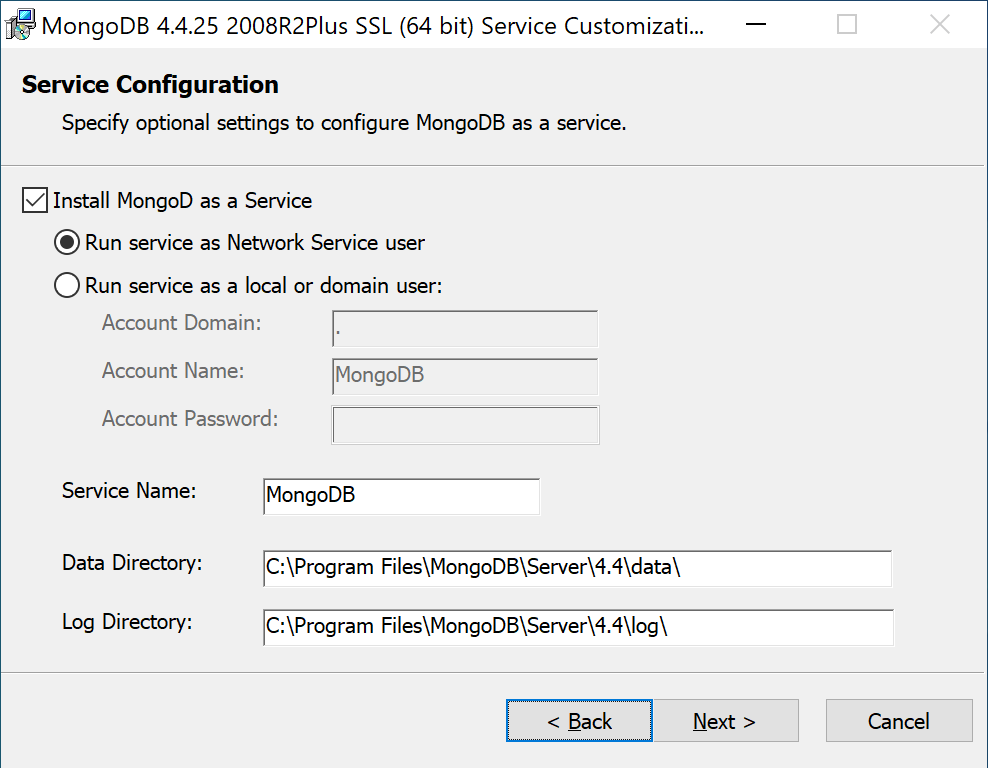 MongoDB 4.4.25 2008R2Plus SSL (64 bit) Service Customizati...
Service Configuration
Specify optional settings to configure MongoDB as a service.
Install MongoD as a Service
Run service as Network Service user
Run service as a local or domain user:
Account Domain: .
Account Name: MongoDB
Account Password:
Service Name: MongoDB
Data Directory: C:\Program Files\MongoDB\Server\4.4\data\
Log Directory: C:\Program Files\MongoDB\Server\4.4\log\
< Back Next > Cancel